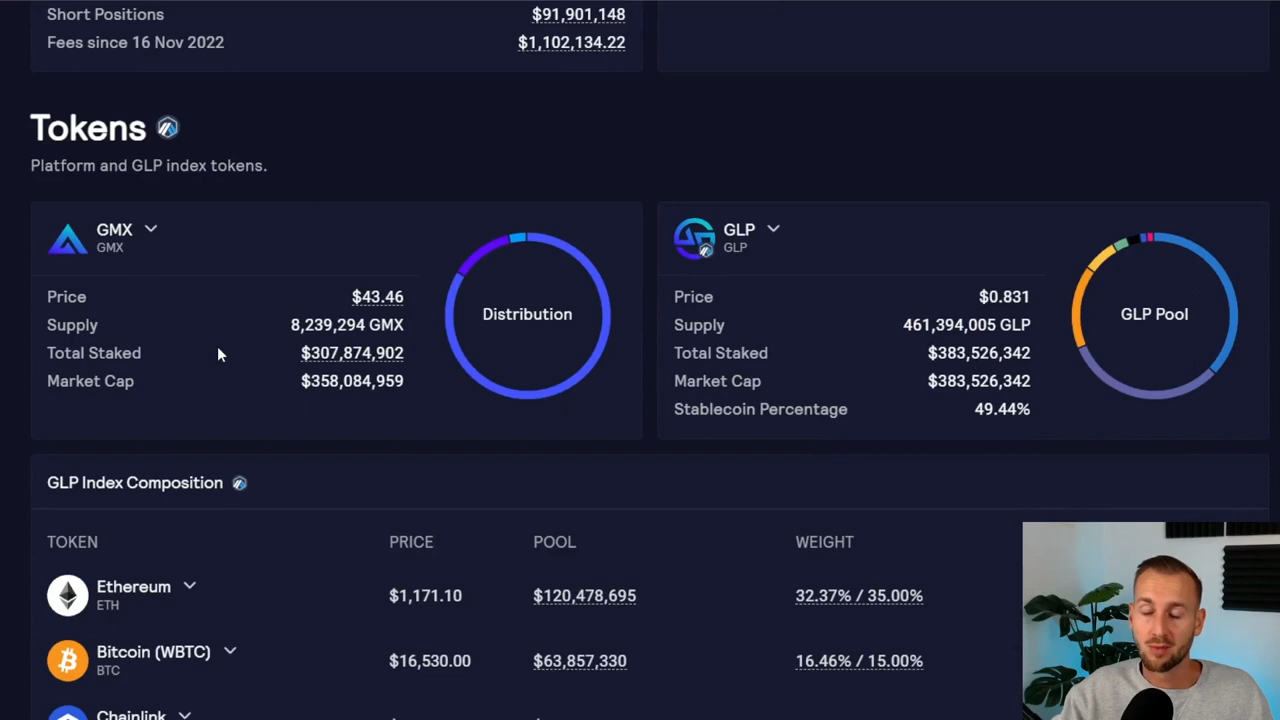 Short Positions $91,901,148
Fees since 16 Nov 2022 $1,102,134.22
Tokens
Platform and GLP index tokens.
GMX
GMX
Price $43.46
Supply 8,239,294 GMX
Total Staked $307,874,902
Market Cap $358,084,959
Distribution
GLP
GLP
Price $0.831
Supply 461,394,005 GLP
Total Staked $383,526,342
Market Cap $383,526,342
Stablecoin Percentage 49.44%
GLP Pool
GLP Index Composition
TOKEN PRICE POOL WEIGHT
Ethereum
ETH
$1,171.10 $120,478,695 32.37% / 35.00%
Bitcoin (WBTC)
BTC
$16,530.00 $63,857,330 16.46% / 15.00%
Chainlink